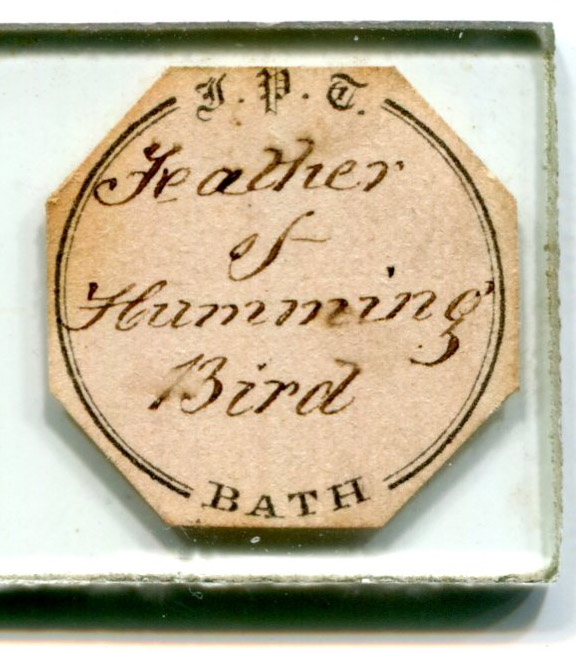 J. P. T.
Feather
of
Humming
Bird
BATH